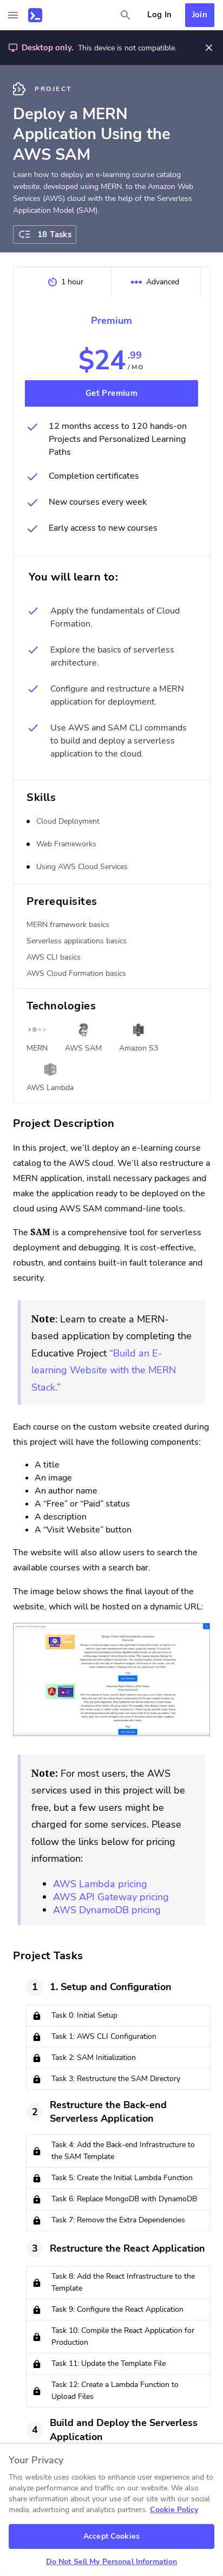 Log In
Join
Desktop only. This device is not compatible.
PROJECT
Deploy a MERN
Application Using the
AWS SAM
Learn how to deploy an e-learning course catalog
website, developed using MERN, to the Amazon Web
Services (AWS) cloud with the help of the Serverless
Application Model (SAM).
18 Tasks
1 hour
Advanced
Premium
$24.99
/ MO
Get Premium
12 months access to 120 hands-on
Projects and Personalized Learning
Paths
Completion certificates
New courses every week
Early access to new courses
You will learn to:
Apply the fundamentals of Cloud
Formation.
Explore the basics of serverless
architecture.
Configure and restructure a MERN
application for deployment.
Use AWS and SAM CLI commands
to build and deploy a serverless
application to the cloud.
Skills
Cloud Deployment
Web Frameworks
Using AWS Cloud Services
Prerequisites
MERN framework basics
Serverless applications basics
AWS CLI basics
AWS Cloud Formation basics
Technologies
MERN
AWS SAM
Amazon S3
AWS Lambda
Project Description
In this project, we’ll deploy an e-learning course
catalog to the AWS cloud. We’ll also restructure a
MERN application, install necessary packages and
make the application ready to be deployed on the
cloud using AWS SAM command-line tools.
The SAM is a comprehensive tool for serverless
deployment and debugging. It is cost-effective,
robust, and contains built-in fault tolerance and
security.
Note: Learn to create a MERN-
based application by completing the
Educative Project “Build an E-
learning Website with the MERN
Stack.”
Each course on the custom website created during
this project will have the following components:
A title
An image
An author name
A “Free” or “Paid” status
A description
A “Visit Website” button
The website will also allow users to search the
available courses with a search bar.
The image below shows the final layout of the
website, which will be hosted on a dynamic URL:
Note: For most users, the AWS
services used in this project will be
free, but a few users might be
charged for some services. Please
follow the links below for pricing
information:
AWS Lambda pricing
AWS API Gateway pricing
AWS DynamoDB pricing
Project Tasks
1
1. Setup and Configuration
Task 0: Initial Setup
Task 1: AWS CLI Configuration
Task 2: SAM Initialization
Task 3: Restructure the SAM Directory
2
Restructure the Back-end
Serverless Application
Task 4: Add the Back-end Infrastructure to
the SAM Template
Task 5: Create the Initial Lambda Function
Task 6: Replace MongoDB with DynamoDB
Task 7: Remove the Extra Dependencies
3
Restructure the React Application
Task 8: Add the React Infrastructure to the
Template
Task 9: Configure the React Application
Task 10: Compile the React Application for
Production
Task 11: Update the Template File
Task 12: Create a Lambda Function to
Upload Files
4
Build and Deploy the Serverless
Application
Your Privacy
This website uses cookies to enhance user experience and to
analyze performance and traffic on our website. We also
share information about your use of our site with our social
media, advertising and analytics partners. Cookie Policy
Accept Cookies
Do Not Sell My Personal Information